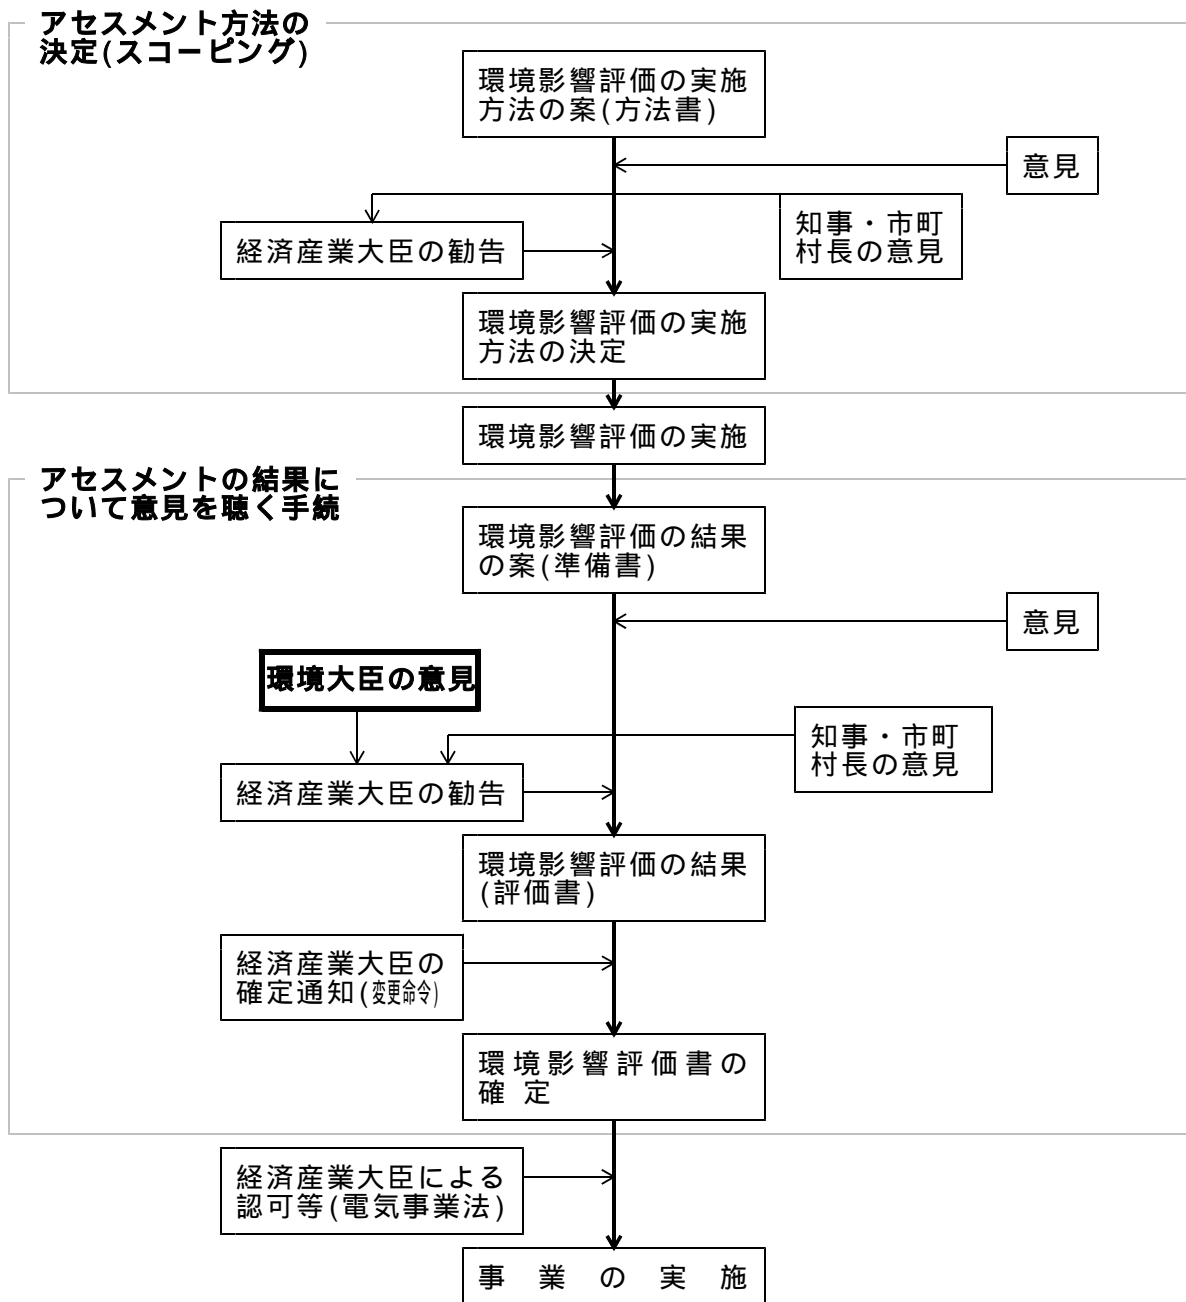 アセスメント方法の
決定(スコーピング)
環境影響評価の実施
方法の案(方法書)
意見
知事・市町
村長の意見
経済産業大臣の勧告
環境影響評価の実施
方法の決定
環境影響評価の実施
アセスメントの結果に
ついて意見を聴く手続
環境影響評価の結果
の案(準備書)
意見
環境大臣の意見
知事・市町
村長の意見
経済産業大臣の勧告
環境影響評価の結果
(評価書)
経済産業大臣の
確定通知(変更命令)
環境影響評価書の
確 定
経済産業大臣による
認可等(電気事業法)
事 業 の 実 施